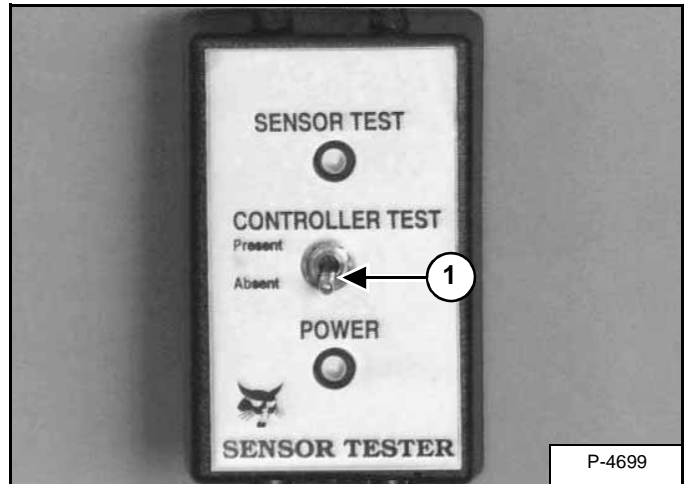 SENSOR TEST
CONTROLLER TEST
Present
Absent
1
POWER
SENSOR TESTER
P-4699